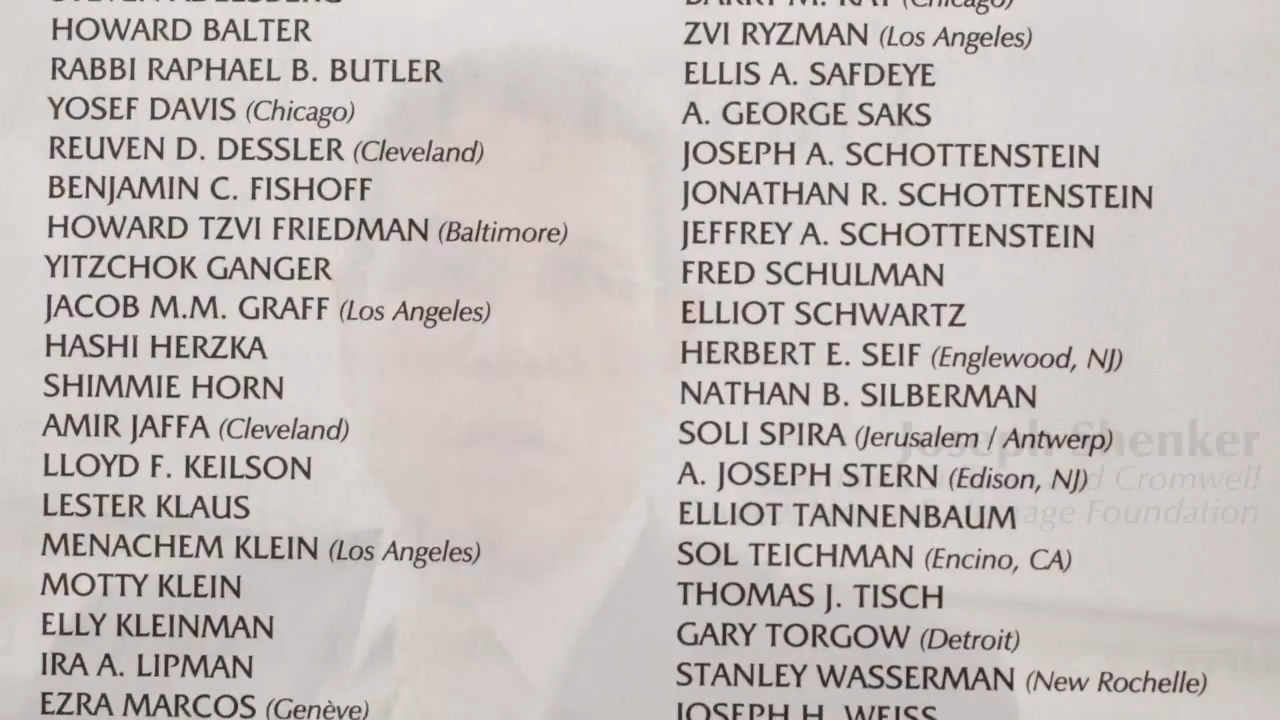 HOWARD BALTER
RABBI RAPHAEL B. BUTLER
YOSEF DAVIS (Chicago)
REUVEN D. DESSLER (Cleveland)
BENJAMIN C. FISHOFF
HOWARD TZVI FRIEDMAN (Baltimore)
YITZCHOK GANGER
JACOB M.M. GRAFF (Los Angeles)
HASHI HERZKA
SHIMMIE HORN
AMIR JAFFA (Cleveland)
LLOYD F. KEILSON
LESTER KLAUS
MENACHEM KLEIN (Los Angeles)
MOTTY KLEIN
ELLY KLEINMAN
IRA A. LIPMAN
EZRA MARCOS (Genève)
(Chicago)
ZVI RYZMAN (Los Angeles)
ELLIS A. SAFDEYE
A. GEORGE SAKS
JOSEPH A. SCHOTTENSTEIN
JONATHAN R. SCHOTTENSTEIN
JEFFREY A. SCHOTTENSTEIN
FRED SCHULMAN
ELLIOT SCHWARTZ
HERBERT E. SEIF (Englewood, NJ)
NATHAN B. SILBERMAN
SOLI SPIRA (Jerusalem / Antwerp)
A. JOSEPH STERN (Edison, NJ)
ELLIOT TANNENBAUM
SOL TEICHMAN (Encino, CA)
THOMAS J. TISCH
GARY TORGOW (Detroit)
STANLEY WASSERMAN (New Rochelle)
JOSEPH H. WEISS
Joseph Shenker
Cromwell
Foundation